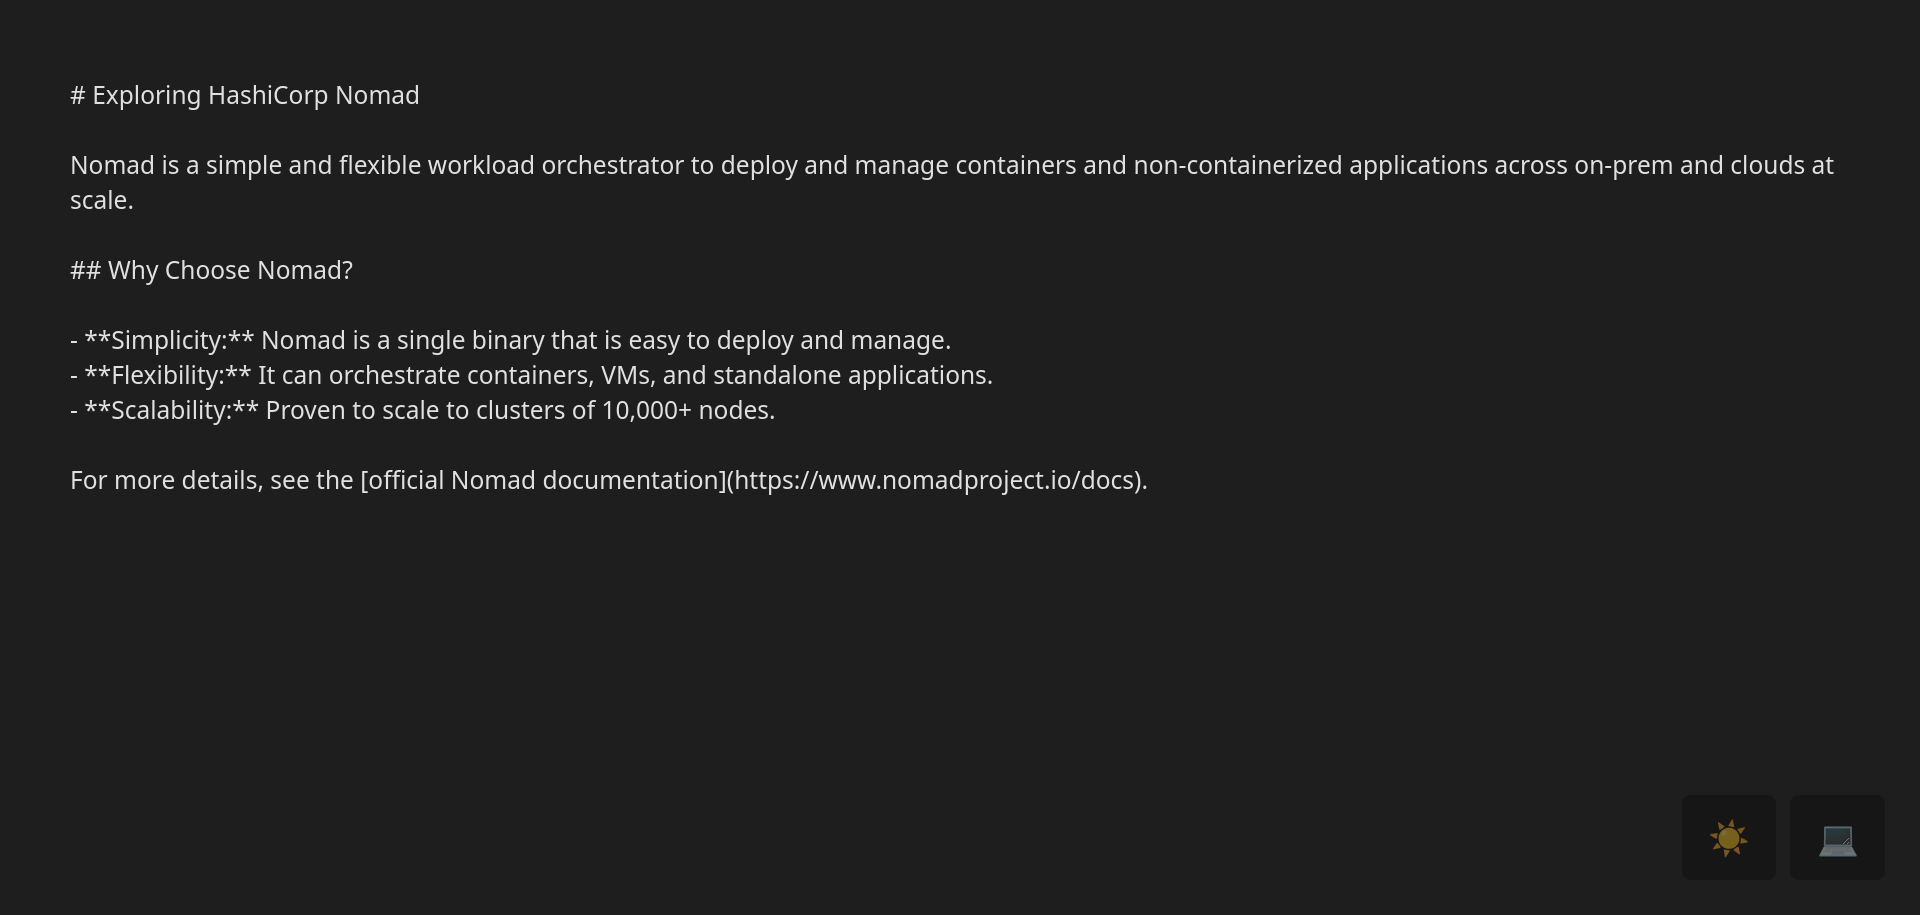 # Exploring HashiCorp Nomad
Nomad is a simple and flexible workload orchestrator to deploy and manage containers and non-containerized applications across on-prem and clouds at
scale.
## Why Choose Nomad?
- **Simplicity:** Nomad is a single binary that is easy to deploy and manage.
- **Flexibility:** It can orchestrate containers, VMs, and standalone applications.
- **Scalability:** Proven to scale to clusters of 10,000+ nodes.
For more details, see the [official Nomad documentation](https://www.nomadproject.io/docs).